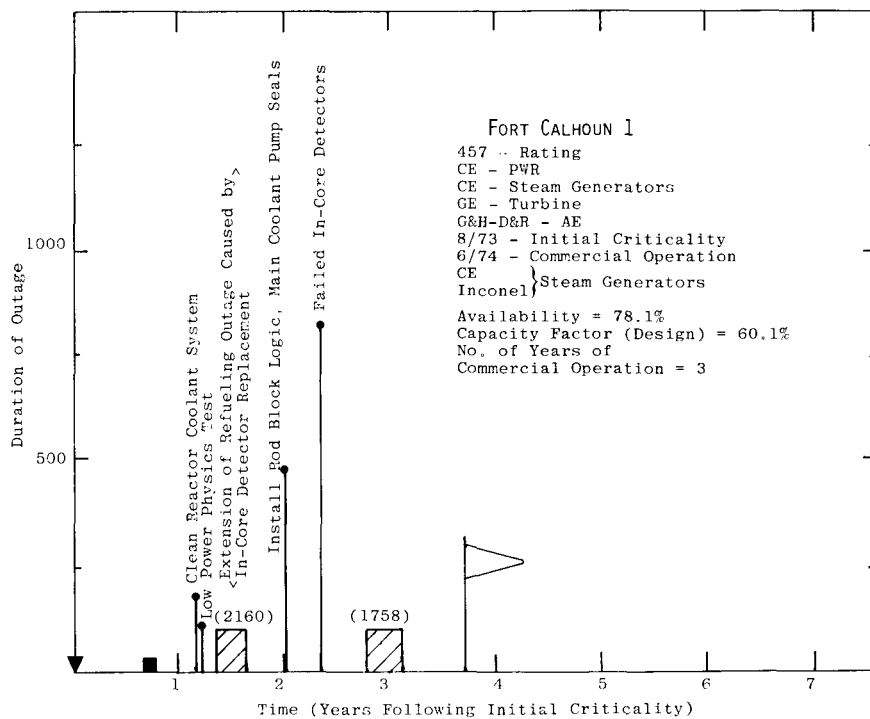 FORT CALHOUN 1
457 - Rating
CE - PWR
CE - Steam Generators
GE - Turbine
G&H-D&R - AE
8/73 - Initial Criticality
6/74 - Commercial Operation
CE
Inconel}Steam Generators
Availability = 78.1%
Capacity Factor (Design) = 60.1%
No. of Years of
Commercial Operation = 3
Duration of Outage
1000
500
Clean Reactor Coolant System
Low Power Physics Test
<Extension of Refueling Outage Caused by>
<In-Core Detector Replacement
Install Rod Block Logic, Main Coolant Pump Seals
Failed In-Core Detectors
(2160)
(1758)
1 2 3 4 5 6 7
Time (Years Following Initial Criticality)